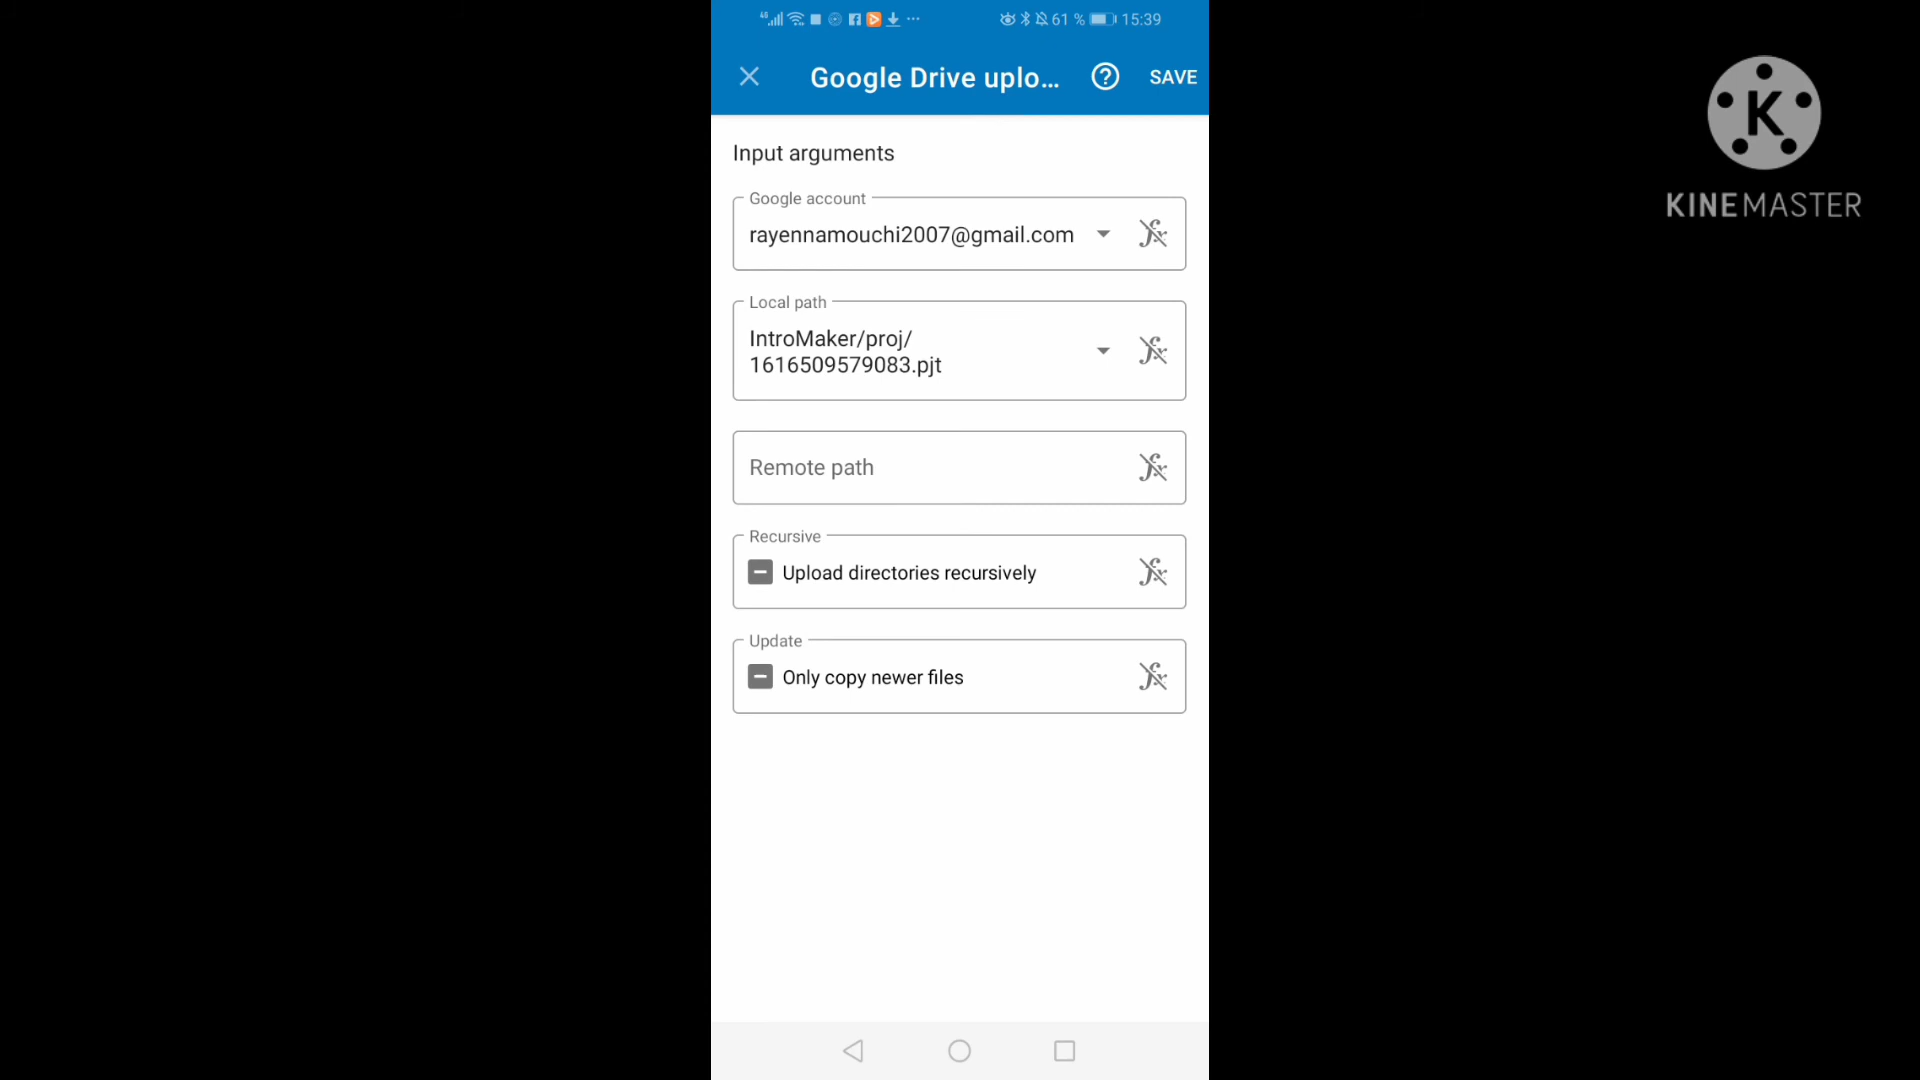 61 % 15:39
Google Drive uplo... SAVE
Input arguments
Google account
rayennamouchi2007@gmail.com
Local path
IntroMaker/proj/
1616509579083.pjt
Remote path
Recursive
Upload directories recursively
Update
Only copy newer files
K
KINEMASTER